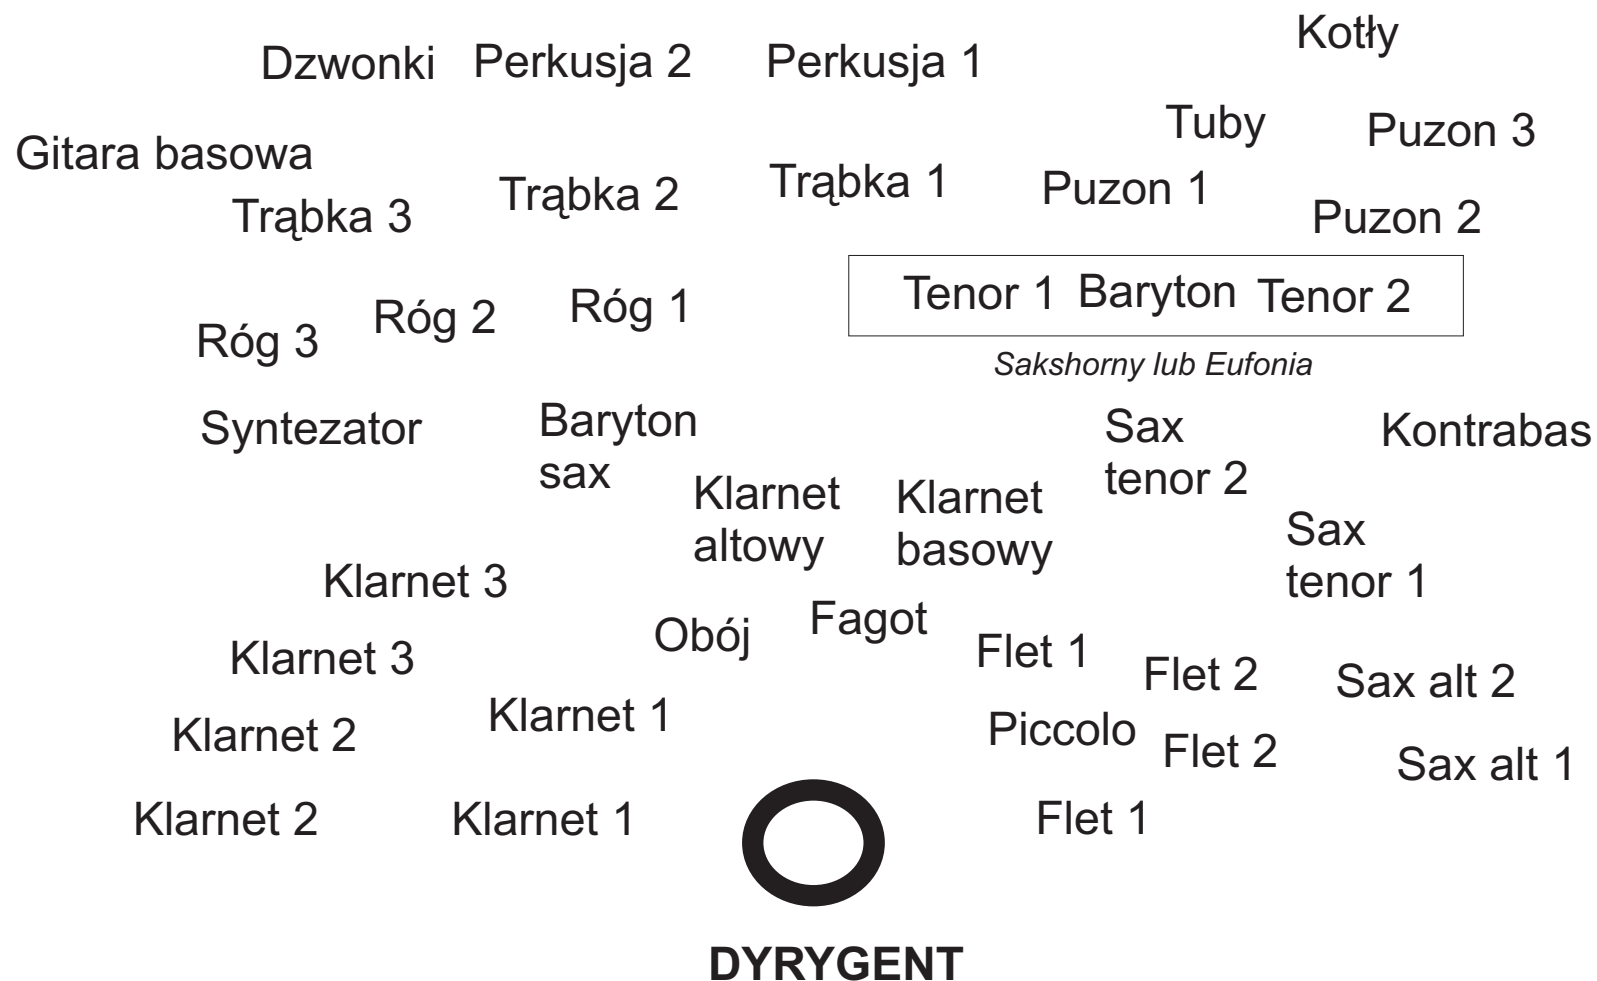 Kotły
Dzwonki Perkusja 2 Perkusja 1
Tuby Puzon 3
Gitara basowa
Trąbka 3 Trąbka 2 Trąbka 1 Puzon 1 Puzon 2
Tenor 1 Baryton Tenor 2
Róg 3 Róg 2 Róg 1
Sakshorny lub Eufonia
Syntezator
Baryton
sax
Sax
tenor 2
Kontrabas
Klarnet
altowy
Klarnet
basowy
Sax
tenor 1
Klarnet 3
Obój Fagot
Klarnet 3
Flet 1 Flet 2 Sax alt 2
Klarnet 2 Klarnet 1
Piccolo Flet 2 Sax alt 1
Klarnet 2 Klarnet 1 Flet 1
DYRYGENT